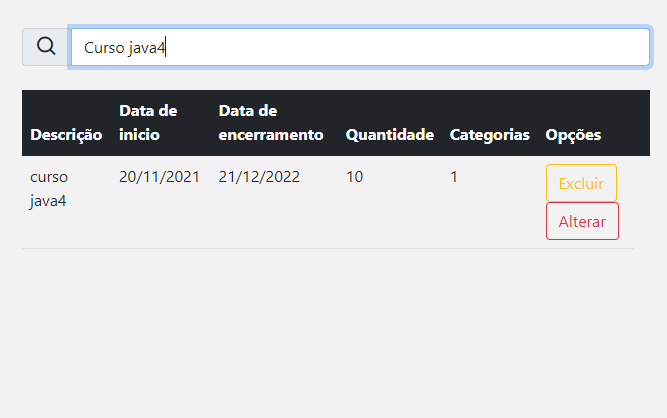 Curso java4
Descrição Data de inicio Data de encerramento Quantidade Categorias Opções
curso java4 20/11/2021 21/12/2022 10 1 Excluir
Alterar